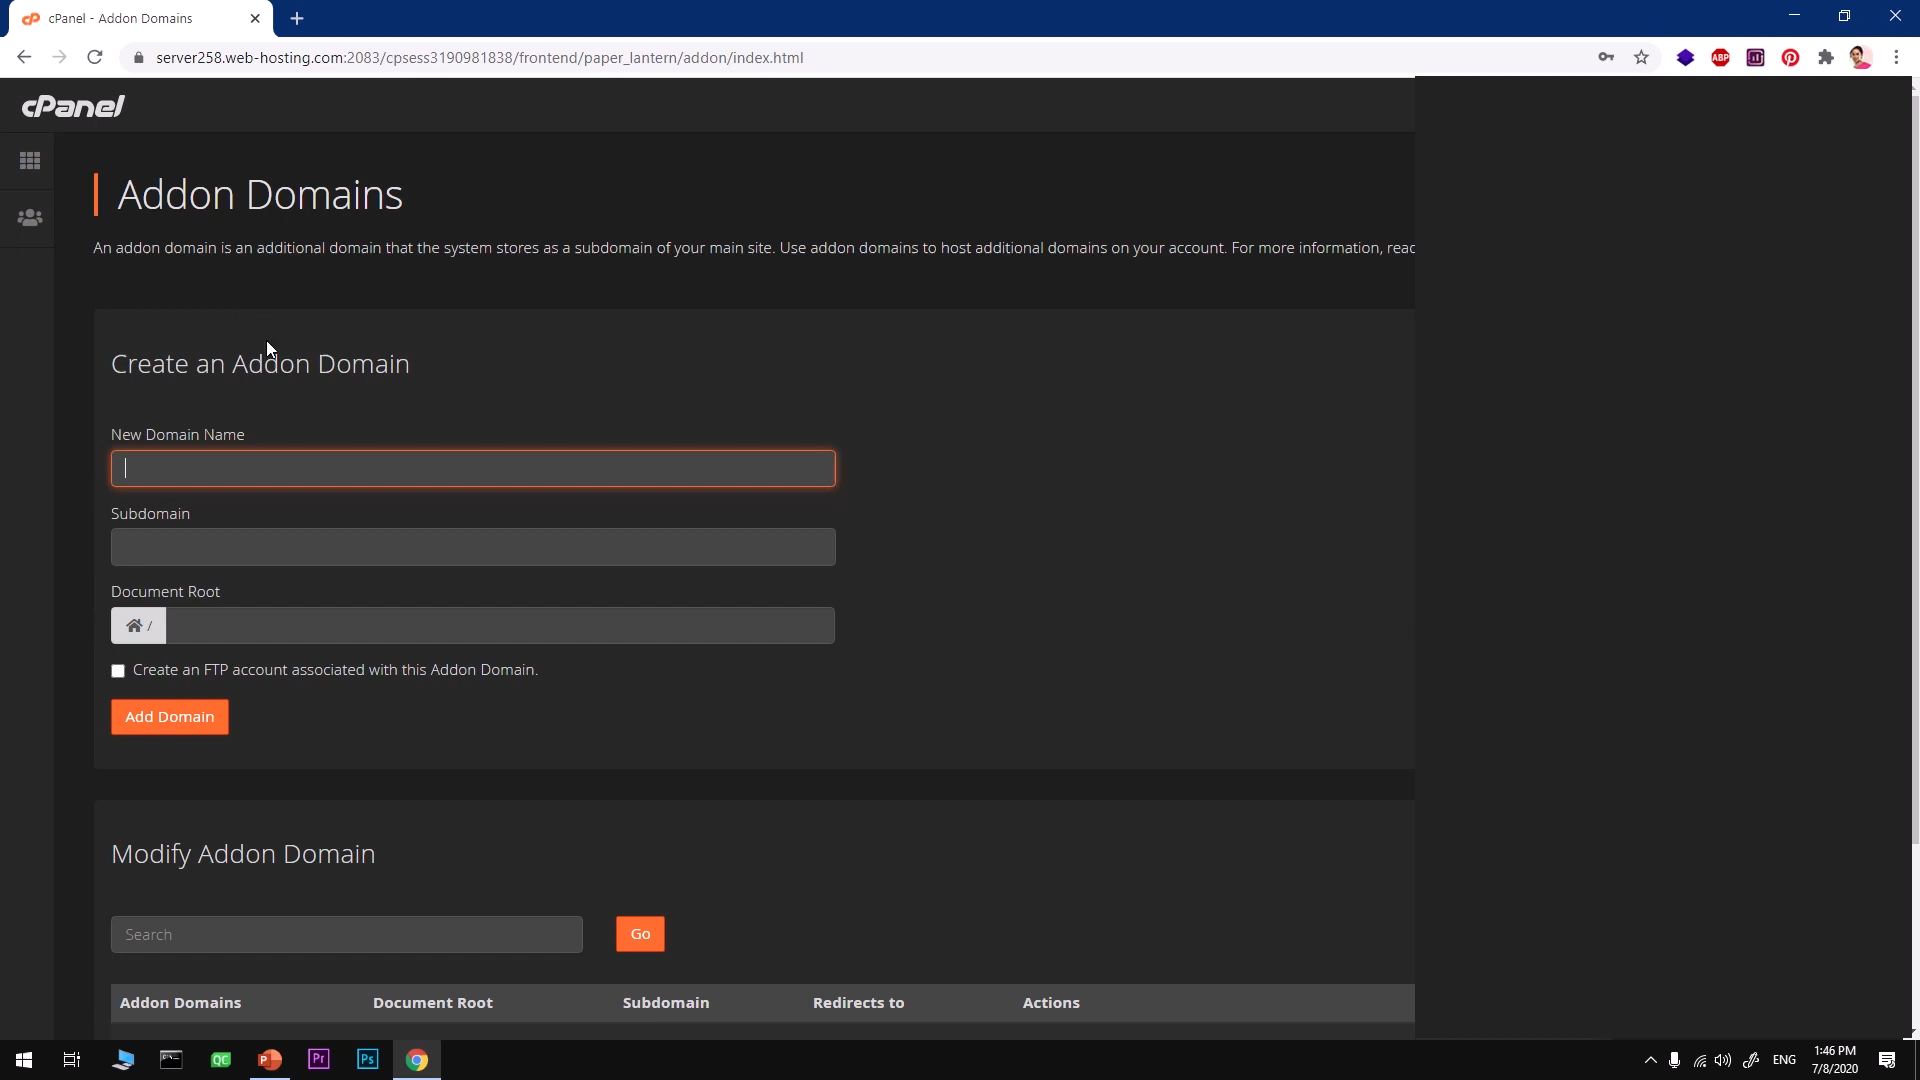 cPanel - Addon Domains
server258.web-hosting.com:2083/cpsess3190981838/frontend/paper_lantern/addon/index.html
ABP
cPanel
Addon Domains
An addon domain is an additional domain that the system stores as a subdomain of your main site. Use addon domains to host additional domains on your account. For more information, read
Create an Addon Domain
New Domain Name
Subdomain
Document Root
/
Create an FTP account associated with this Addon Domain.
Add Domain
Modify Addon Domain
Search
Go
Addon Domains Document Root Subdomain Redirects to Actions
QC
P
Pr
Ps
ENG
1:46 PM
7/8/2020